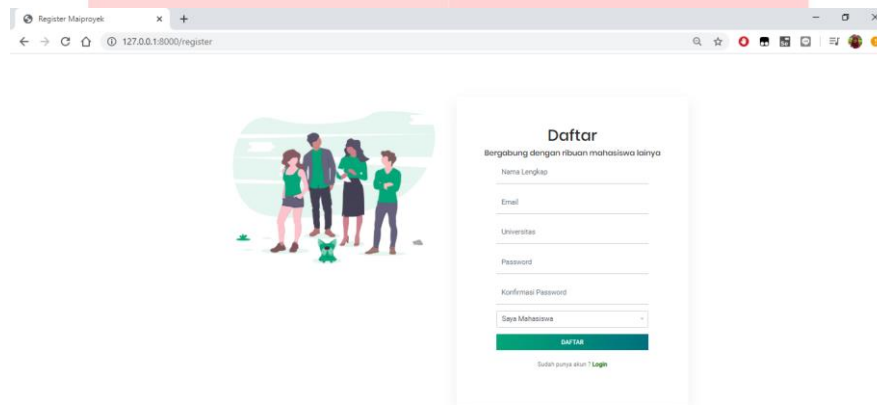 Register Maiproyek
127.0.0.1:8000/register
Daftar
Bergabung dengan ribuan mahasiswa lainya
Nama Lengkap
Email
Universitas
Password
Konfirmasi Password
Saya Mahasiswa
DAFTAR
Sudah punya akun ? Login